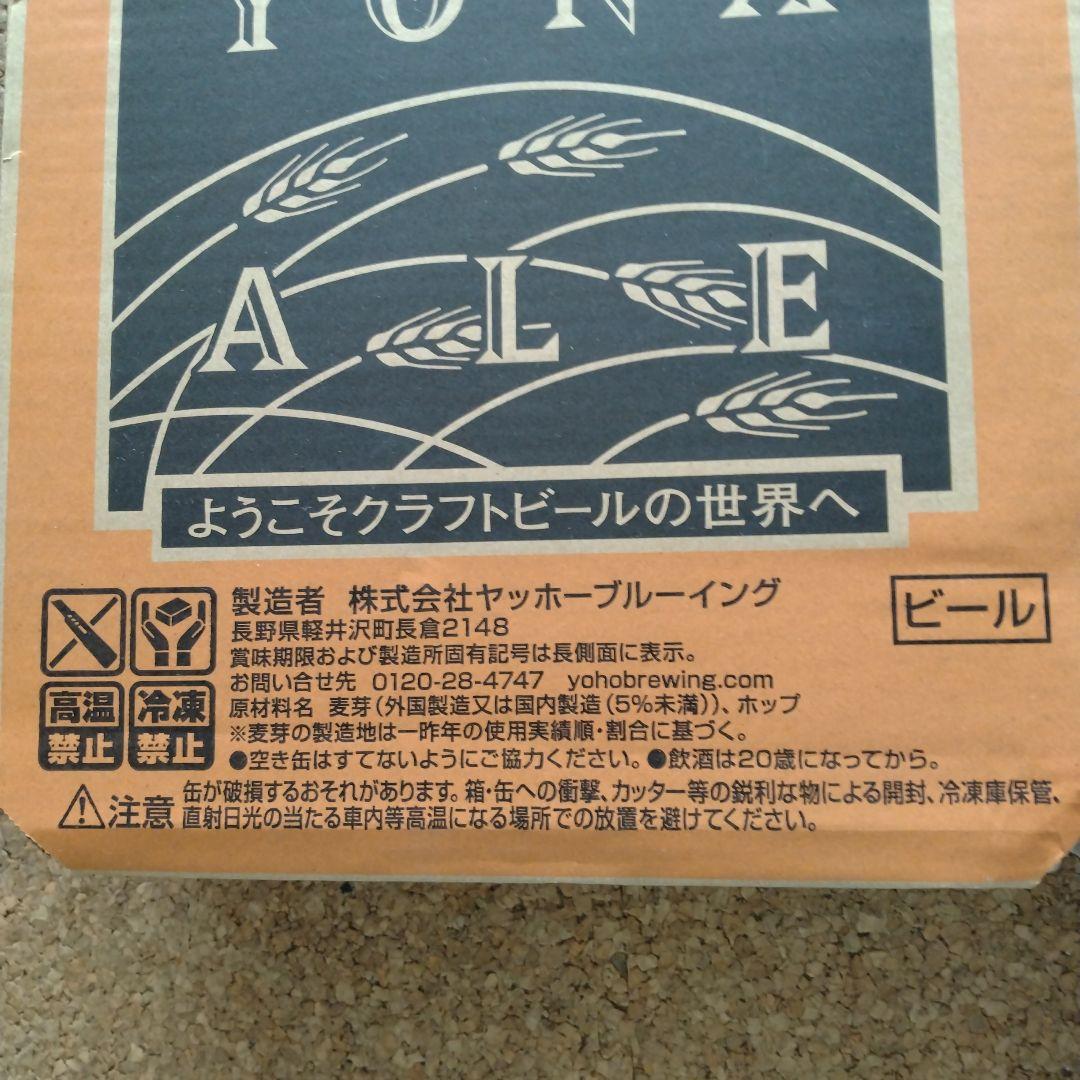 YONA
ALE
ようこそクラフトビールの世界へ
製造者 株式会社ヤッホーブルーイング
ビール
長野県軽井沢町長倉2148
賞味期限および製造所固有記号は長側面に表示。
お問い合せ先 0120-28-4747 yohobrewing.com
原材料名 麦芽(外国製造又は国内製造(5%未満))、ホップ
※麦芽の製造地は一昨年の使用実績順・割合に基づく。
高温禁止
冷凍禁止
●空き缶はすてないようにご協力ください。●飲酒は20歳になってから。
注意 缶が破損するおそれがあります。箱・缶への衝撃、カッター等の鋭利な物による開封、冷凍庫保管、
直射日光の当たる車内等高温になる場所での放置を避けてください。